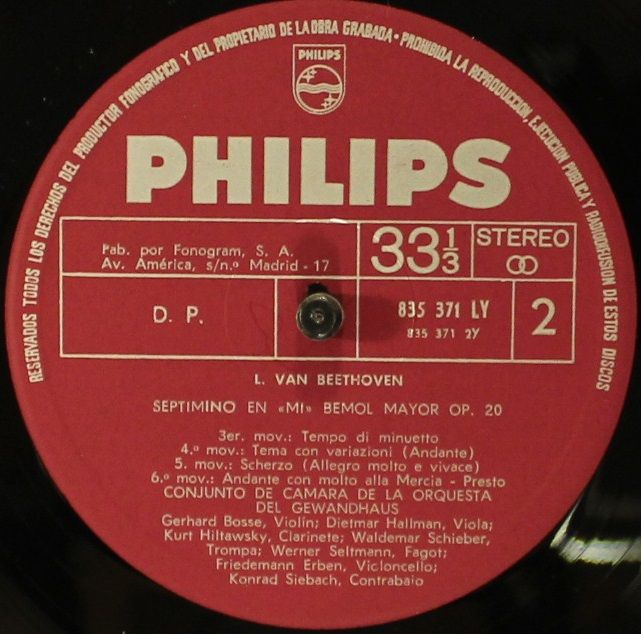 RESERVADOS TODOS LOS DERECHOS DEL PRODUCTOR FONOGRAFICO Y DEL PROPIETARIO DE LA OBRA GRABADA • PROHIBIDA LA REPRODUCCION, EJECUCION PUBLICA Y RADIODIFUSION DE ESTOS DISCOS
PHILIPS
PHILIPS
Fab. por Fonogram, S. A.
Av. América, s/n.º Madrid - 17
33 1/3
STEREO
D. P.
835 371 LY
835 371 2Y
2
L. VAN BEETHOVEN
SEPTIMINO EN «MI» BEMOL MAYOR OP. 20
3er. mov.: Tempo di minuetto
4.º mov.: Tema con variazioni (Andante)
5. mov.: Scherzo (Allegro molto e vivace)
6.º mov.: Andante con molto alla Mercia - Presto
CONJUNTO DE CAMARA DE LA ORQUESTA
DEL GEWANDHAUS
Gerhard Bosse, Violín; Dietmar Hallman, Viola;
Kurt Hiltawsky, Clarinete; Waldemar Schieber,
Trompa; Werner Seltmann, Fagot;
Friedemann Erben, Violoncello;
Konrad Siebach, Contrabaio